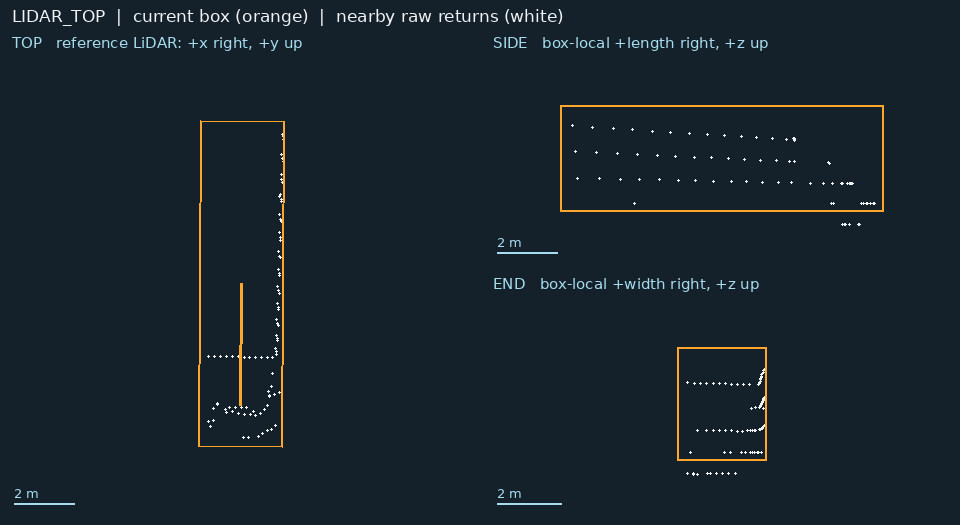 LIDAR_TOP | current box (orange) | nearby raw returns (white)
TOP reference LiDAR: +x right, +y up
SIDE box-local +length right, +z up
2 m
END box-local +width right, +z up
2 m
2 m